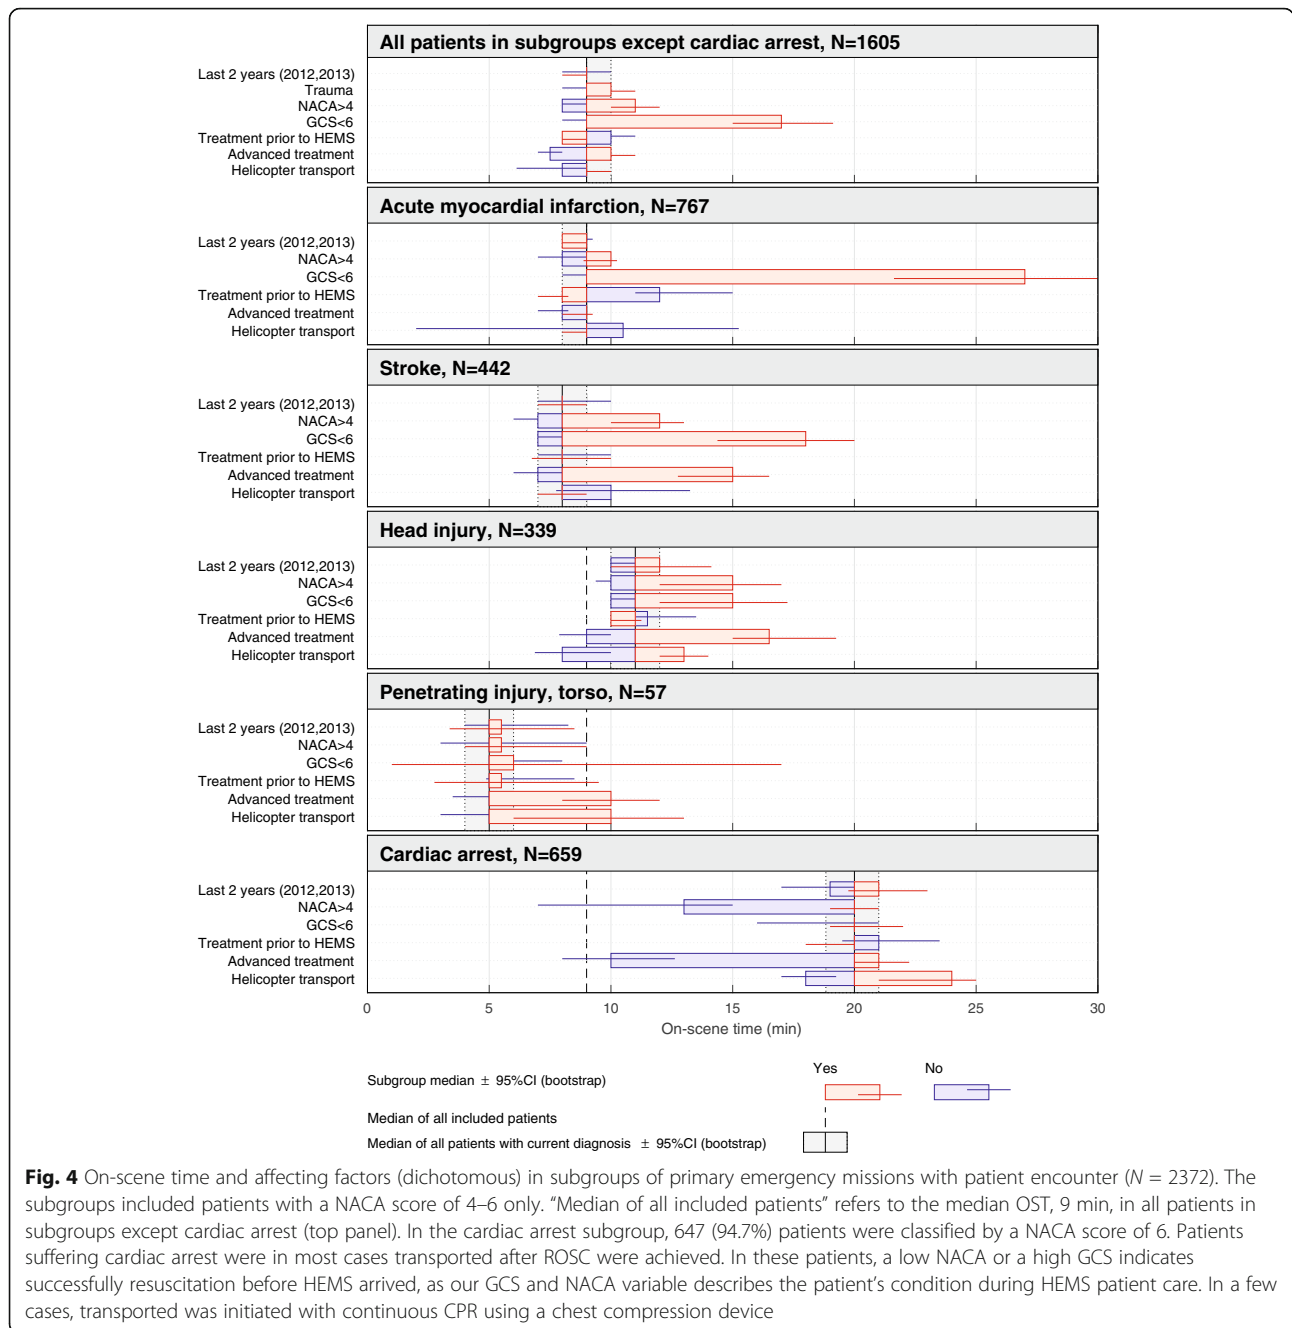 All patients in subgroups except cardiac arrest, N=1605
Last 2 years (2012,2013)
Trauma
NACA>4
GCS<6
Treatment prior to HEMS
Advanced treatment
Helicopter transport
Acute myocardial infarction, N=767
Last 2 years (2012,2013)
NACA>4
GCS<6
Treatment prior to HEMS
Advanced treatment
Helicopter transport
Stroke, N=442
Last 2 years (2012,2013)
NACA>4
GCS<6
Treatment prior to HEMS
Advanced treatment
Helicopter transport
Head injury, N=339
Last 2 years (2012,2013)
NACA>4
GCS<6
Treatment prior to HEMS
Advanced treatment
Helicopter transport
Penetrating injury, torso, N=57
Last 2 years (2012,2013)
NACA>4
GCS<6
Treatment prior to HEMS
Advanced treatment
Helicopter transport
Cardiac arrest, N=659
Last 2 years (2012,2013)
NACA>4
GCS<6
Treatment prior to HEMS
Advanced treatment
Helicopter transport
0 5 10 15 20 25 30
On-scene time (min)
Yes No
Subgroup median ± 95%CI (bootstrap)
Median of all included patients
Median of all patients with current diagnosis ± 95%CI (bootstrap)
Fig. 4 On-scene time and affecting factors (dichotomous) in subgroups of primary emergency missions with patient encounter (N = 2372). The
subgroups included patients with a NACA score of 4–6 only. “Median of all included patients” refers to the median OST, 9 min, in all patients in
subgroups except cardiac arrest (top panel). In the cardiac arrest subgroup, 647 (94.7%) patients were classified by a NACA score of 6. Patients
suffering cardiac arrest were in most cases transported after ROSC were achieved. In these patients, a low NACA or a high GCS indicates
successfully resuscitation before HEMS arrived, as our GCS and NACA variable describes the patient’s condition during HEMS patient care. In a few
cases, transported was initiated with continuous CPR using a chest compression device